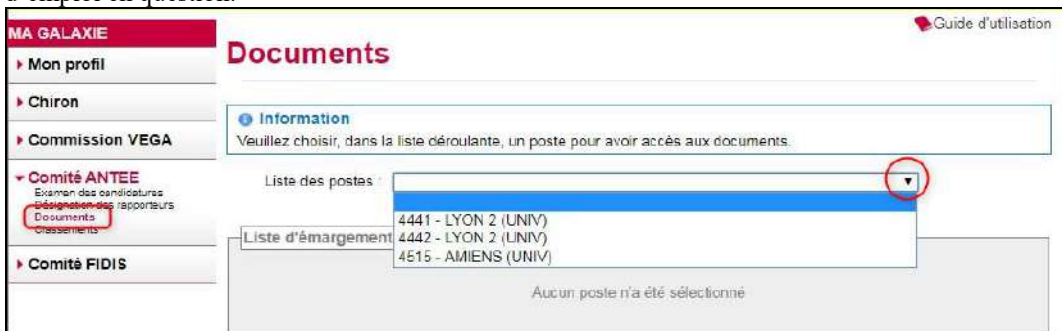 d'emploi en question.
MA GALAXIE
Guide d'utilisation
Mon profil
Documents
Chiron
Information
Commission VEGA
Veuillez choisir, dans la liste déroulante, un poste pour avoir accès aux documents.
Comité ANTEE
Examen des candidatures
Désignation des rapporteurs
Documents
Classements
Liste des postes :
4441 - LYON 2 (UNIV)
4442 - LYON 2 (UNIV)
4515 - AMIENS (UNIV)
Liste d'émargement
Comité FIDIS
Aucun poste n'a été sélectionné